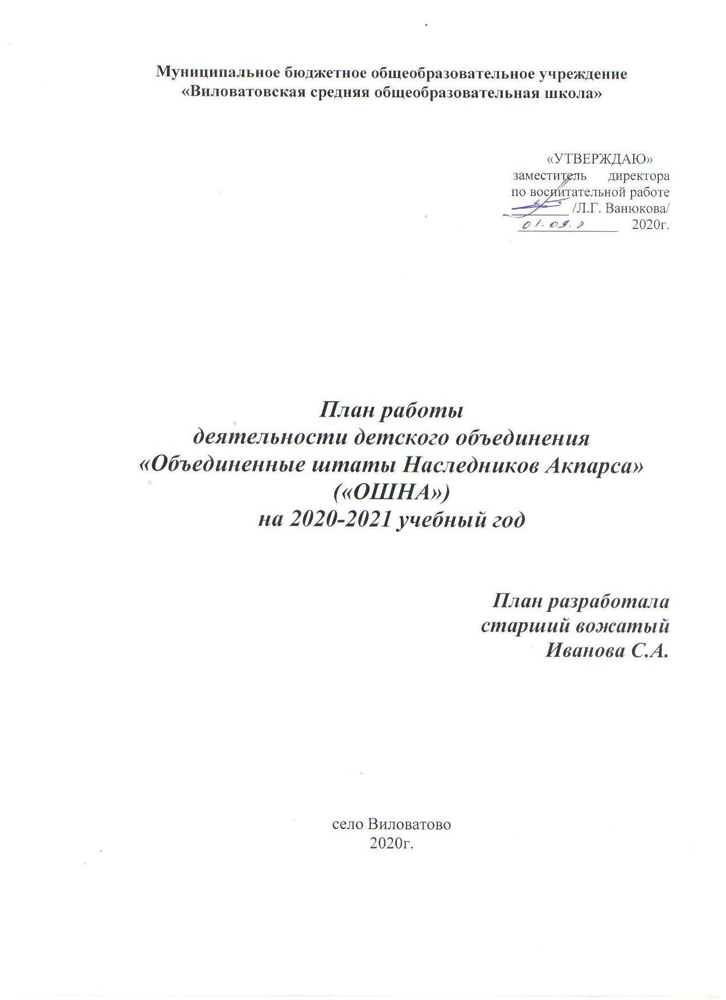 Муниципальное бюджетное общеобразовательное учреждение
«Виловатовская средняя общеобразовательная школа»
«УТВЕРЖДАЮ»
заместитель директора
по воспитательной работе
/Л.Г. Ванюкова/
01.09. 2020г.
План работы
деятельности детского объединения
«Объединенные штаты Наследников Акпарса»
(«ОШНА»)
на 2020-2021 учебный год
План разработала
старший вожатый
Иванова С.А.
село Виловатово
2020г.